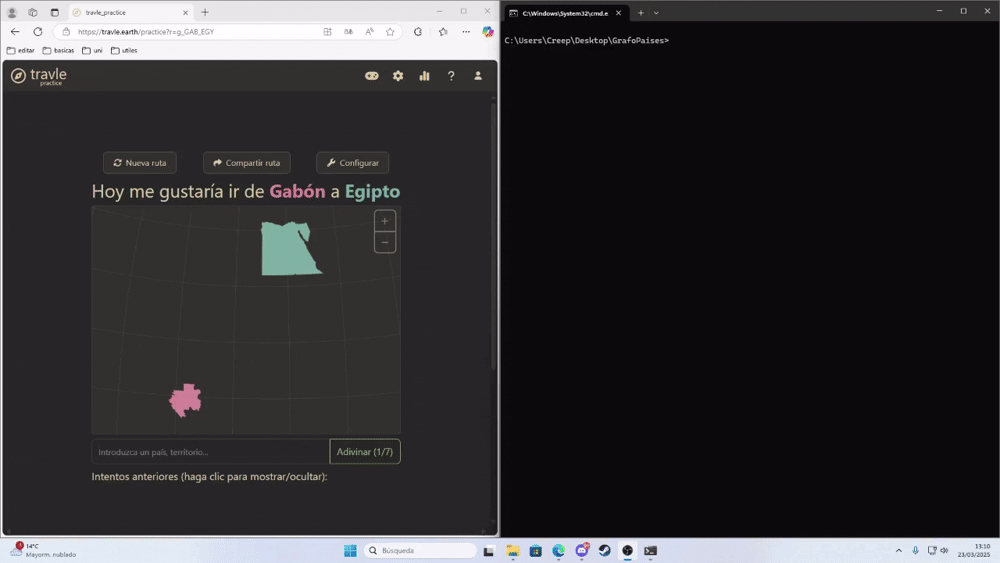 travle_practice
https://travle.earth/practice?r=g_GAB_EGY
editar
basicas
uni
utiles
travle
practice
Nueva ruta
Compartir ruta
Configurar
Hoy me gustaría ir de Gabón a Egipto
+
−
Introduzca un país, territorio...
Adivinar (1/7)
Intentos anteriores (haga clic para mostrar/ocultar):
C:\Windows\System32\cmd.e
C:\Users\Creep\Desktop\GrafoPaises>
14°C
Mayorm. nublado
Búsqueda
13:10
23/03/2025